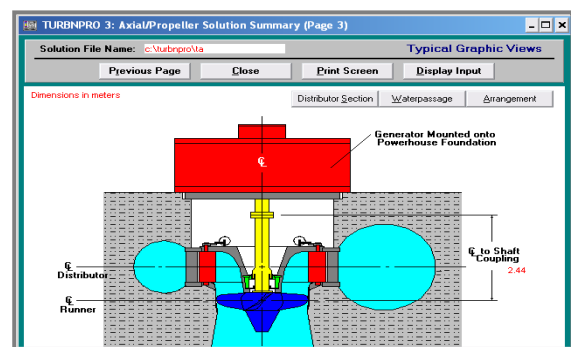 TURBNPRO 3: Axial/Propeller Solution Summary (Page 3)
Solution File Name: c:\turbnpro\ta
Typical Graphic Views
Previous Page Close Print Screen Display Input
Dimensions in meters
Distributor Section Waterpassage Arrangement
Generator Mounted onto
Powerhouse Foundation
℄
℄ to Shaft
Coupling
2.44
℄
Distributor
℄
Runner